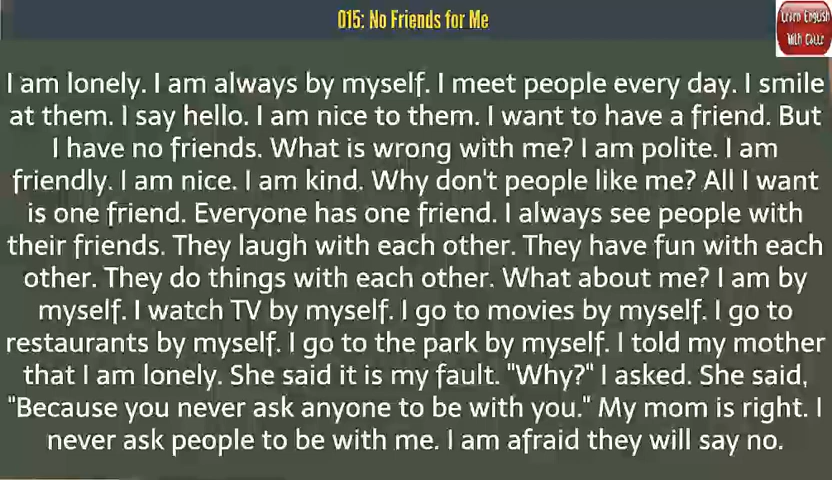 015: No Friends for Me
Learn English
With Callz
I am lonely. I am always by myself. I meet people every day. I smile
at them. I say hello. I am nice to them. I want to have a friend. But
I have no friends. What is wrong with me? I am polite. I am
friendly. I am nice. I am kind. Why don't people like me? All I want
is one friend. Everyone has one friend. I always see people with
their friends. They laugh with each other. They have fun with each
other. They do things with each other. What about me? I am by
myself. I watch TV by myself. I go to movies by myself. I go to
restaurants by myself. I go to the park by myself. I told my mother
that I am lonely. She said it is my fault. "Why?" I asked. She said,
"Because you never ask anyone to be with you." My mom is right. I
never ask people to be with me. I am afraid they will say no.